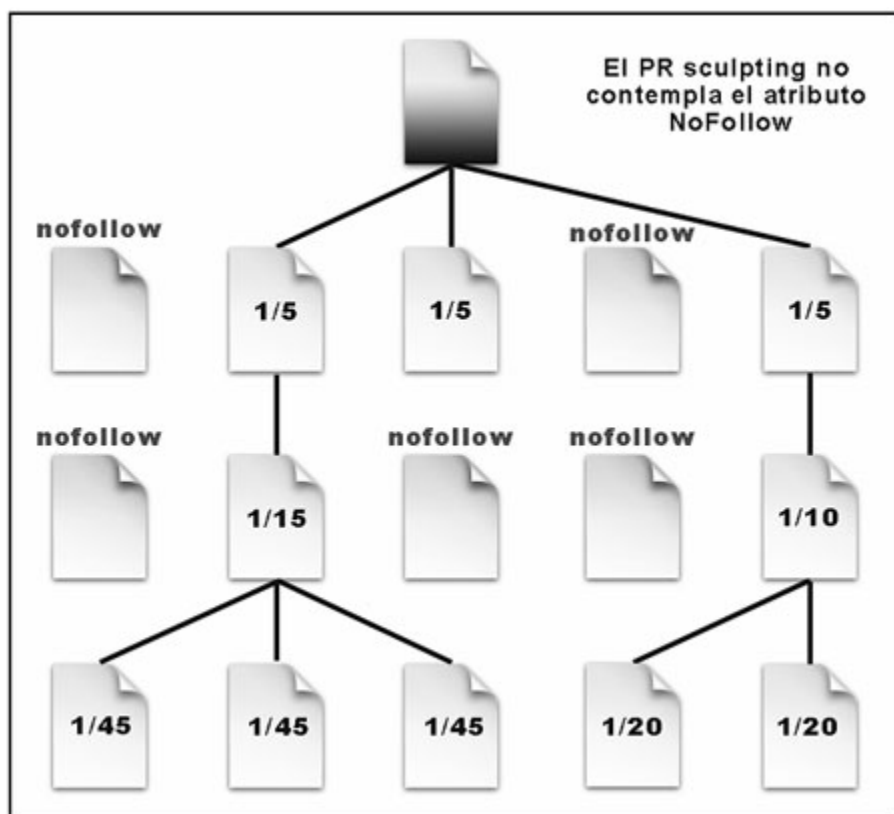 El PR sculpting no
contempla el atributo
NoFollow
nofollow
nofollow
1/5
1/5
1/5
nofollow
nofollow
nofollow
1/15
1/10
1/45
1/45
1/45
1/20
1/20